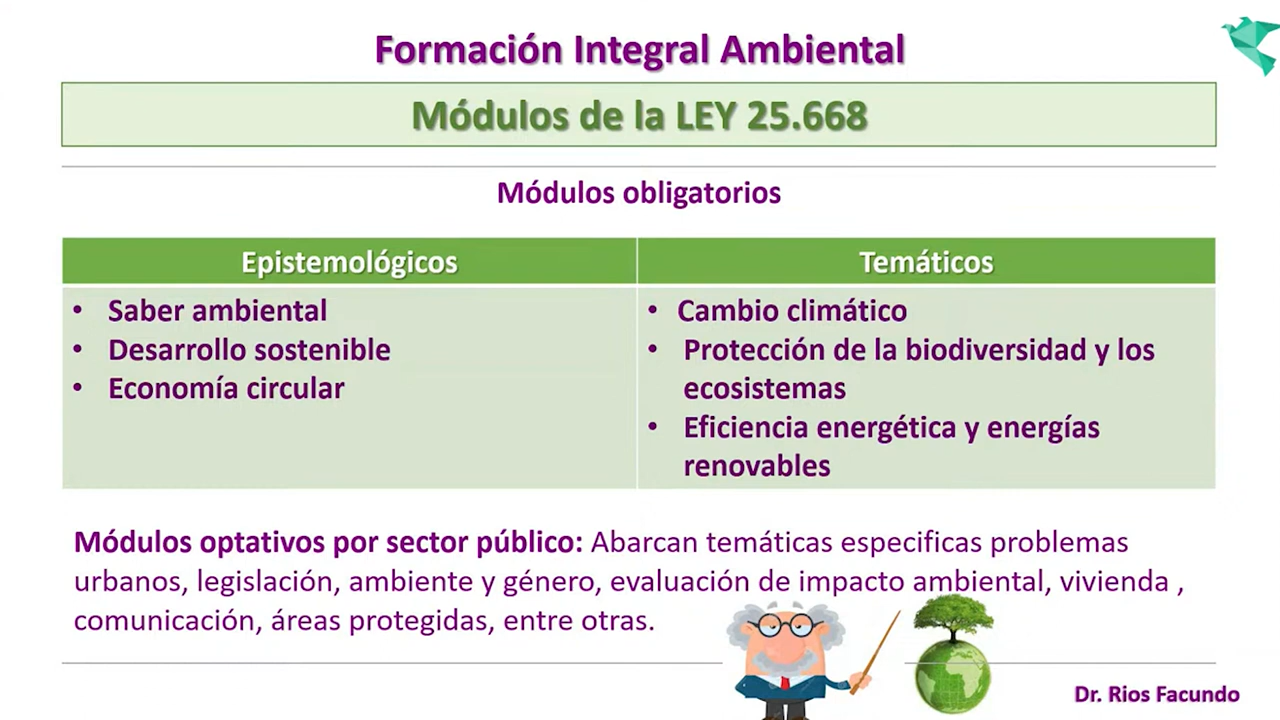 Formación Integral Ambiental
Módulos de la LEY 25.668
Módulos obligatorios
Epistemológicos
• Saber ambiental
• Desarrollo sostenible
• Economía circular
Temáticos
• Cambio climático
• Protección de la biodiversidad y los
ecosistemas
• Eficiencia energética y energías
renovables
Módulos optativos por sector público: Abarcan temáticas especificas problemas
urbanos, legislación, ambiente y género, evaluación de impacto ambiental, vivienda ,
comunicación, áreas protegidas, entre otras.
Dr. Rios Facundo